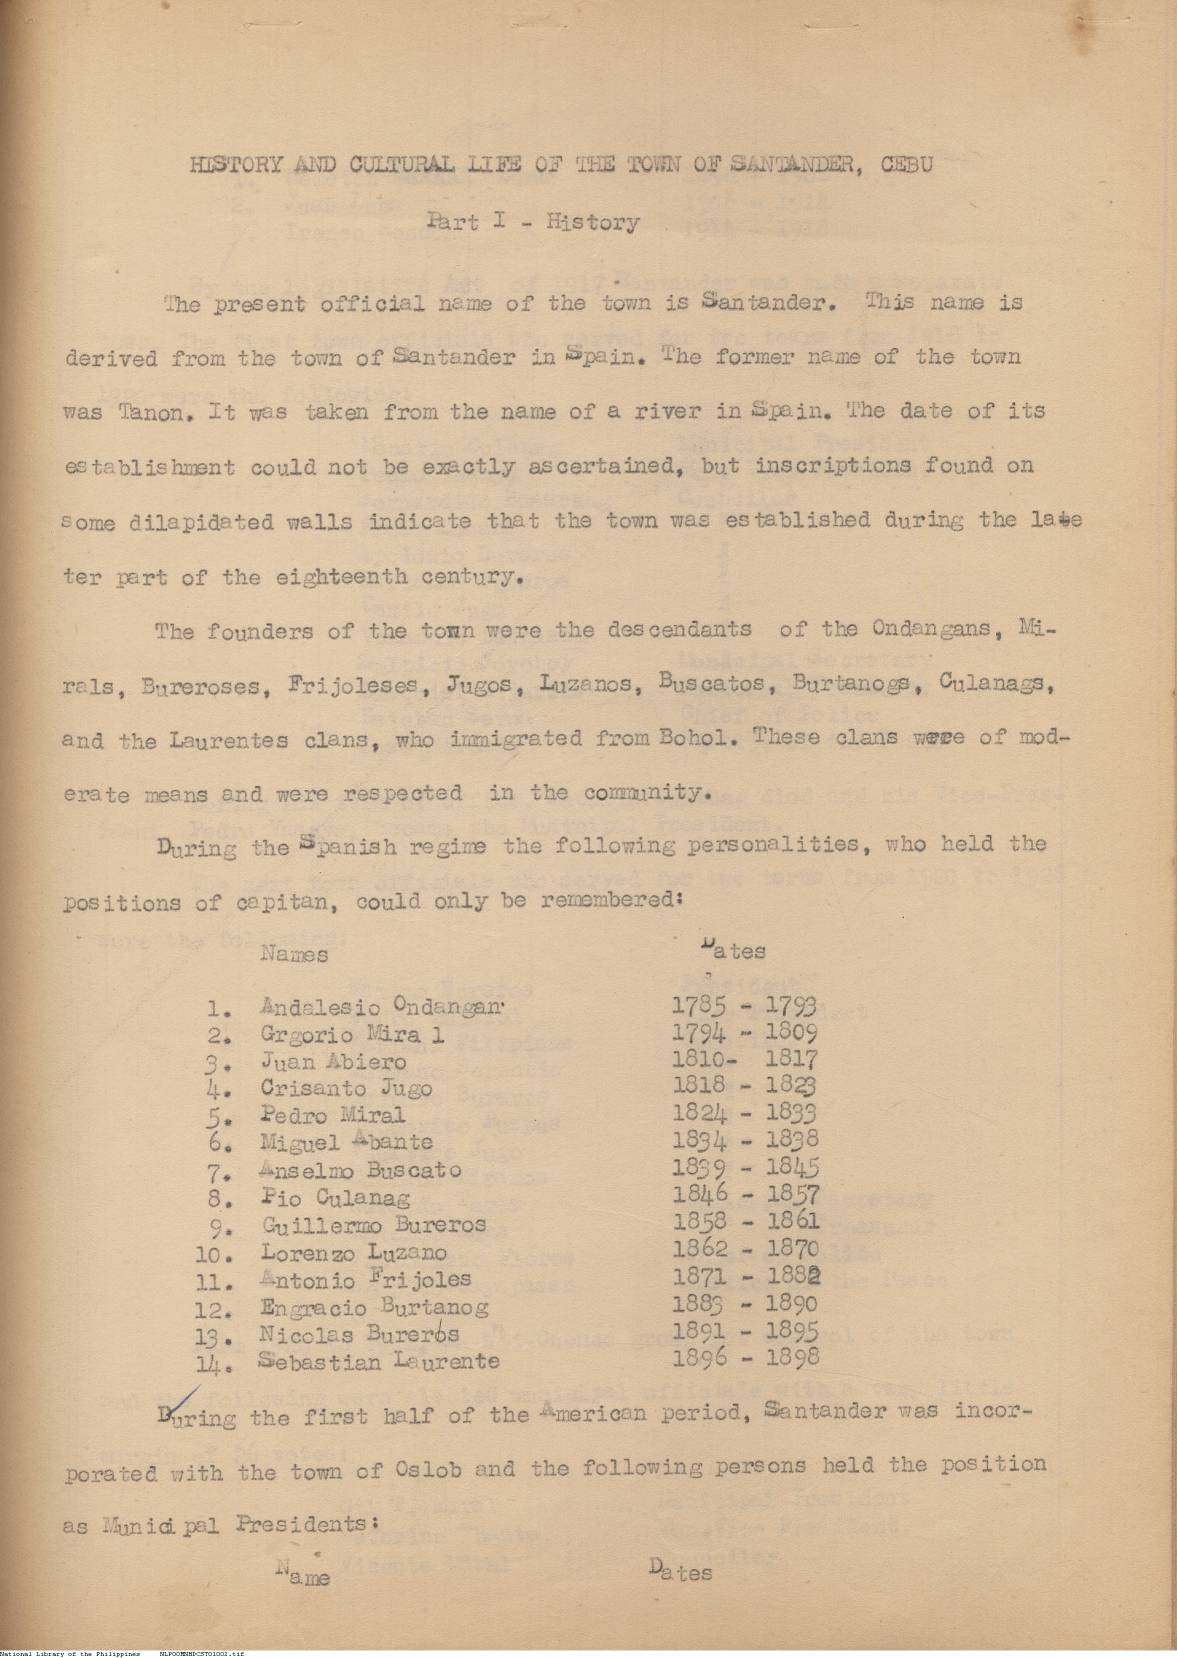 HISTORY AND CULTURAL LIFE OF THE TOWN OF SANTANDER, CEBU
Part I - History
The present official name of the town is Santander. This name is
derived from the town of Santander in Spain. The former name of the town
was Tanon. It was taken from the name of a river in Spain. The date of its
establishment could not be exactly ascertained, but inscriptions found on
some dilapidated walls indicate that the town was established during the late
ter part of the eighteenth century.
The founders of the town were the descendants of the Ondangans, Mi-
rals, Bureroses, Frijoleses, Jugos, Luzanos, Buscatos, Burtanogs, Culanags,
and the Laurentes clans, who immigrated from Bohol. These clans were of mod-
erate means and were respected in the community.
During the Spanish regime the following personalities, who held the
positions of capitan, could only be remembered:
Names Dates
1. Andalesio Ondangan 1785 - 1793
2. Grgorio Mira l 1794 - 1809
3. Juan Abiero 1810- 1817
4. Crisanto Jugo 1818 - 1823
5. Pedro Miral 1824 - 1833
6. Miguel Abante 1834 - 1838
7. Anselmo Buscato 1839 - 1845
8. Pio Culanag 1846 - 1857
9. Guillermo Bureros 1858 - 1861
10. Lorenzo Luzano 1862 - 1870
11. Antonio Frijoles 1871 - 1882
12. Engracio Burtanog 1883 - 1890
13. Nicolas Bureros 1891 - 1895
14. Sebastian Laurente 1896 - 1898
During the first half of the American period, Santander was incor-
porated with the town of Oslob and the following persons held the position
as Municipal Presidents:
Name Dates
National Library of the Philippines NLPO0MNHDCST01002.tif